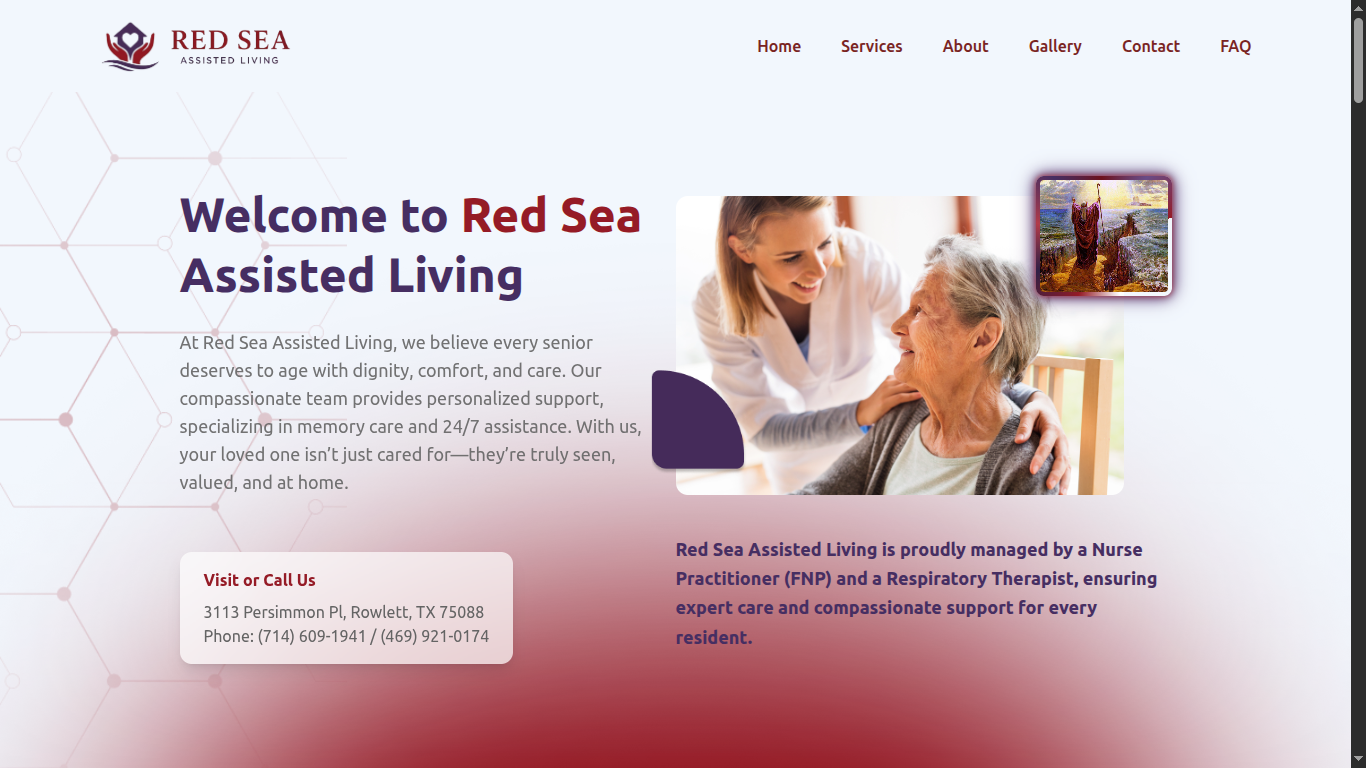 RED SEA
ASSISTED LIVING
Home
Services
About
Gallery
Contact
FAQ
Welcome to Red Sea
Assisted Living
At Red Sea Assisted Living, we believe every senior
deserves to age with dignity, comfort, and care. Our
compassionate team provides personalized support,
specializing in memory care and 24/7 assistance. With us,
your loved one isn’t just cared for—they’re truly seen,
valued, and at home.
Visit or Call Us
3113 Persimmon Pl, Rowlett, TX 75088
Phone: (714) 609-1941 / (469) 921-0174
Red Sea Assisted Living is proudly managed by a Nurse
Practitioner (FNP) and a Respiratory Therapist, ensuring
expert care and compassionate support for every
resident.